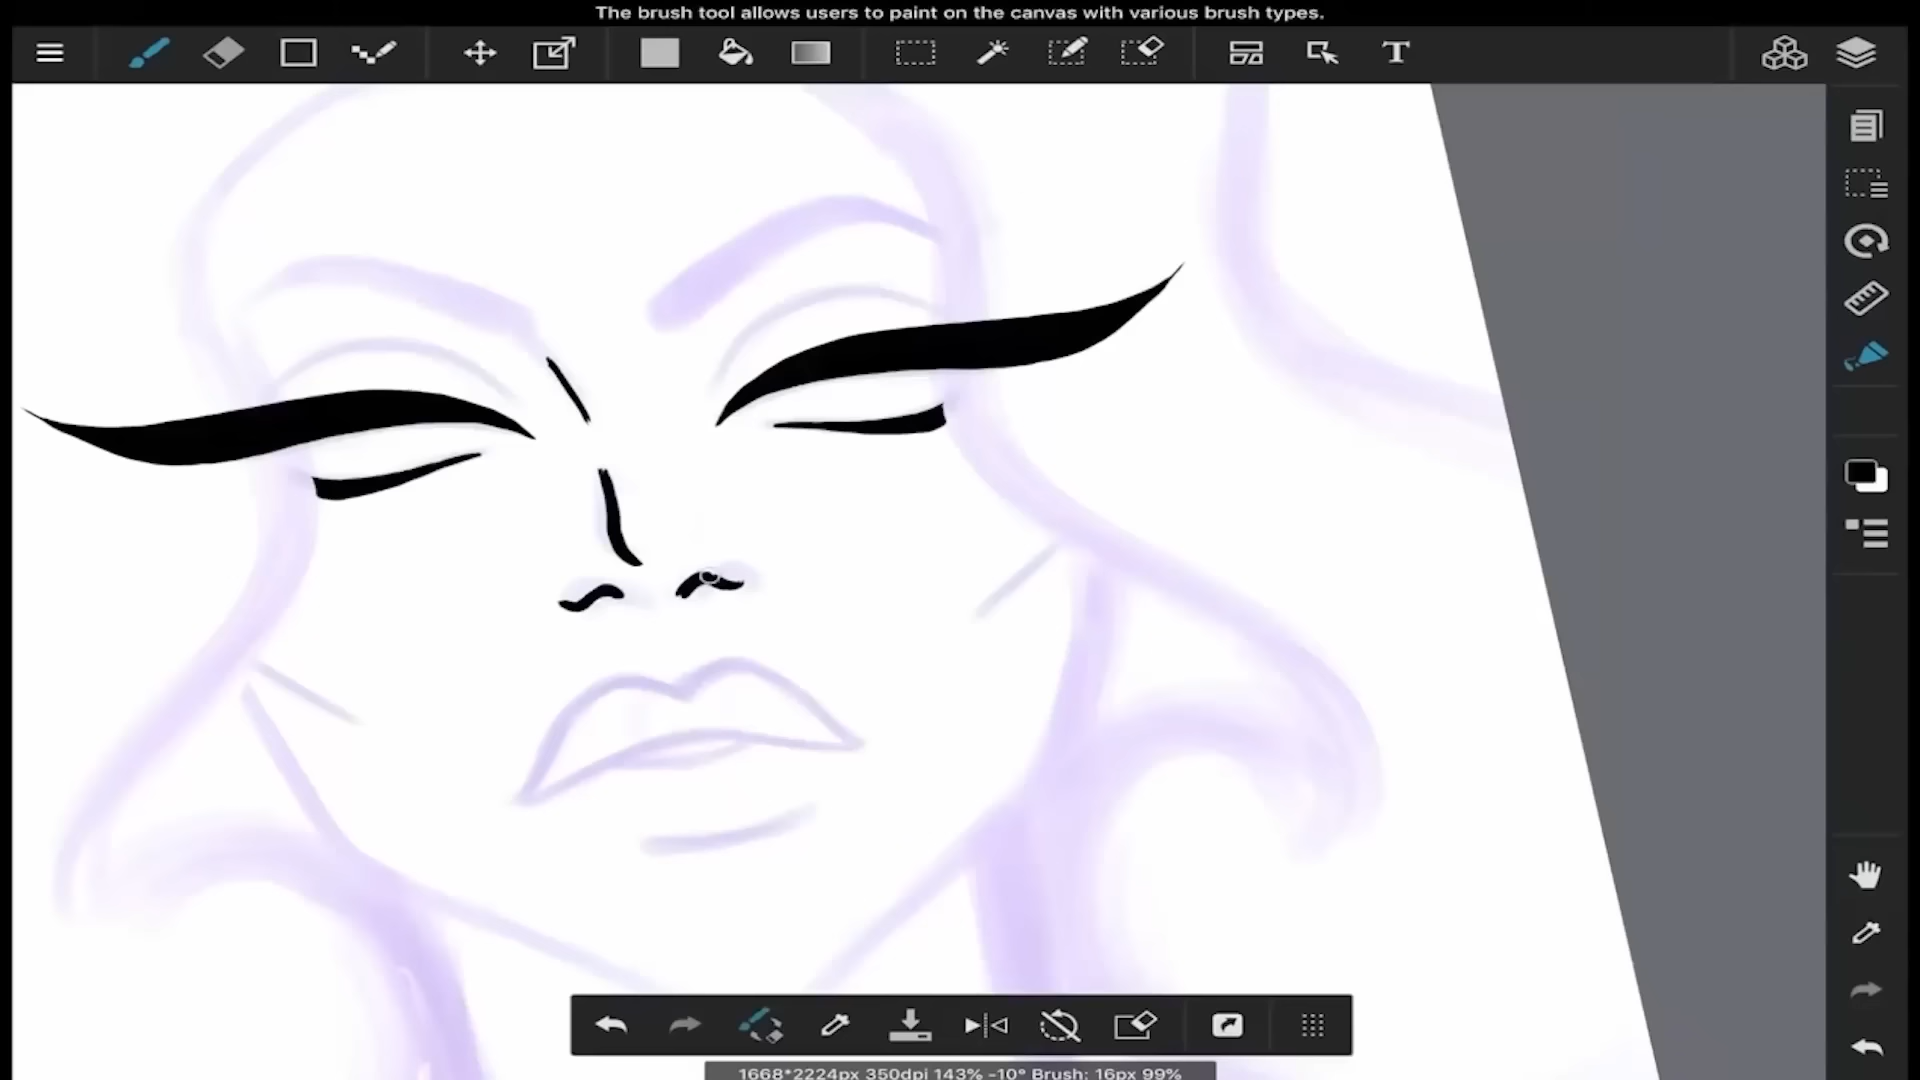 The brush tool allows users to paint on the canvas with various brush types.
T
1668*2224px 350dpi 143% -10° Brush: 16px 99%